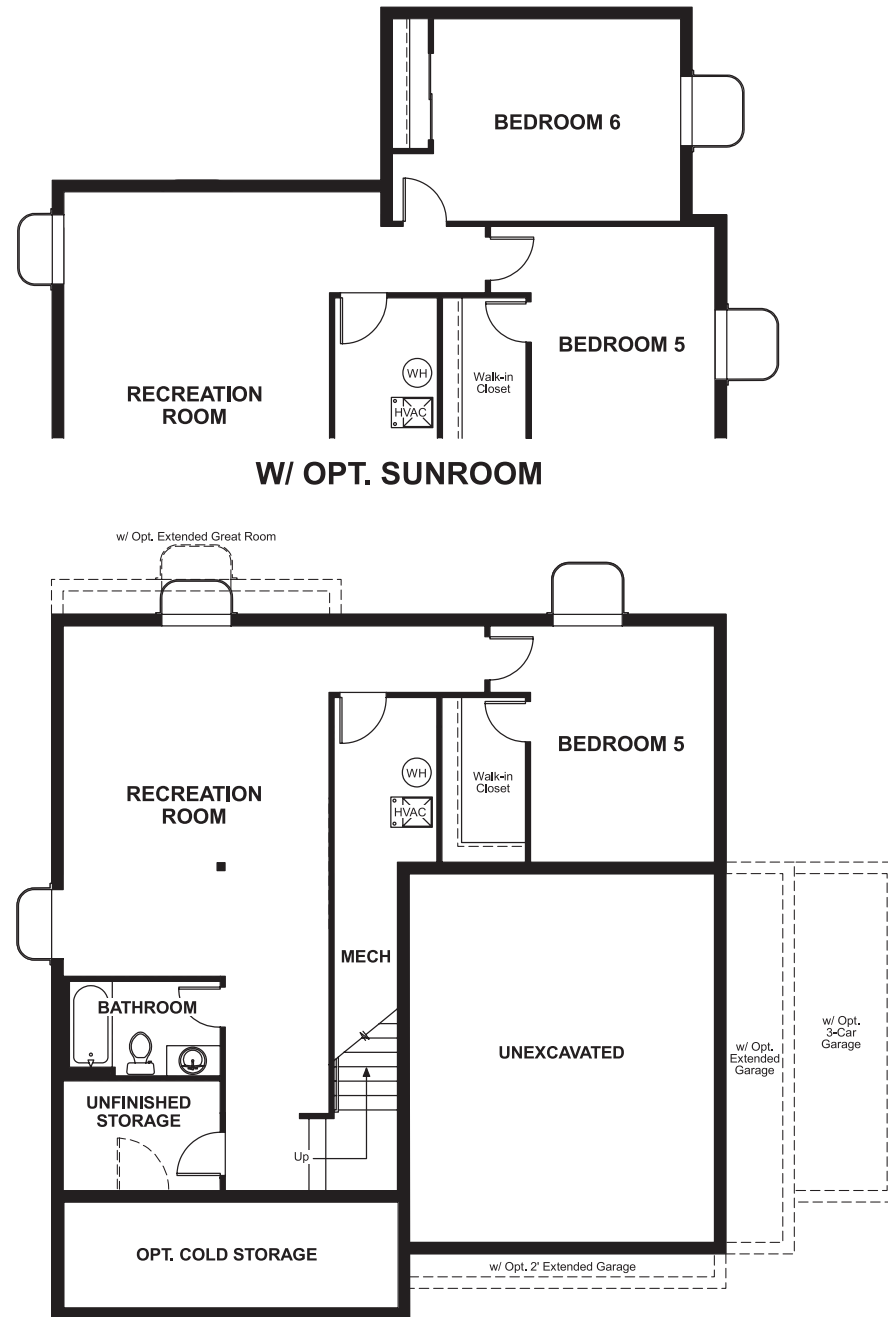 BEDROOM 6
BEDROOM 5
WH
Walk-in
Closet
HVAC
RECREATION
ROOM
W/ OPT. SUNROOM
w/ Opt. Extended Great Room
BEDROOM 5
WH
Walk-in
Closet
HVAC
RECREATION
ROOM
MECH
BATHROOM
UNEXCAVATED
w/ Opt.
Extended
Garage
w/ Opt.
3-Car
Garage
UNFINISHED
STORAGE
Up
OPT. COLD STORAGE
w/ Opt. 2' Extended Garage